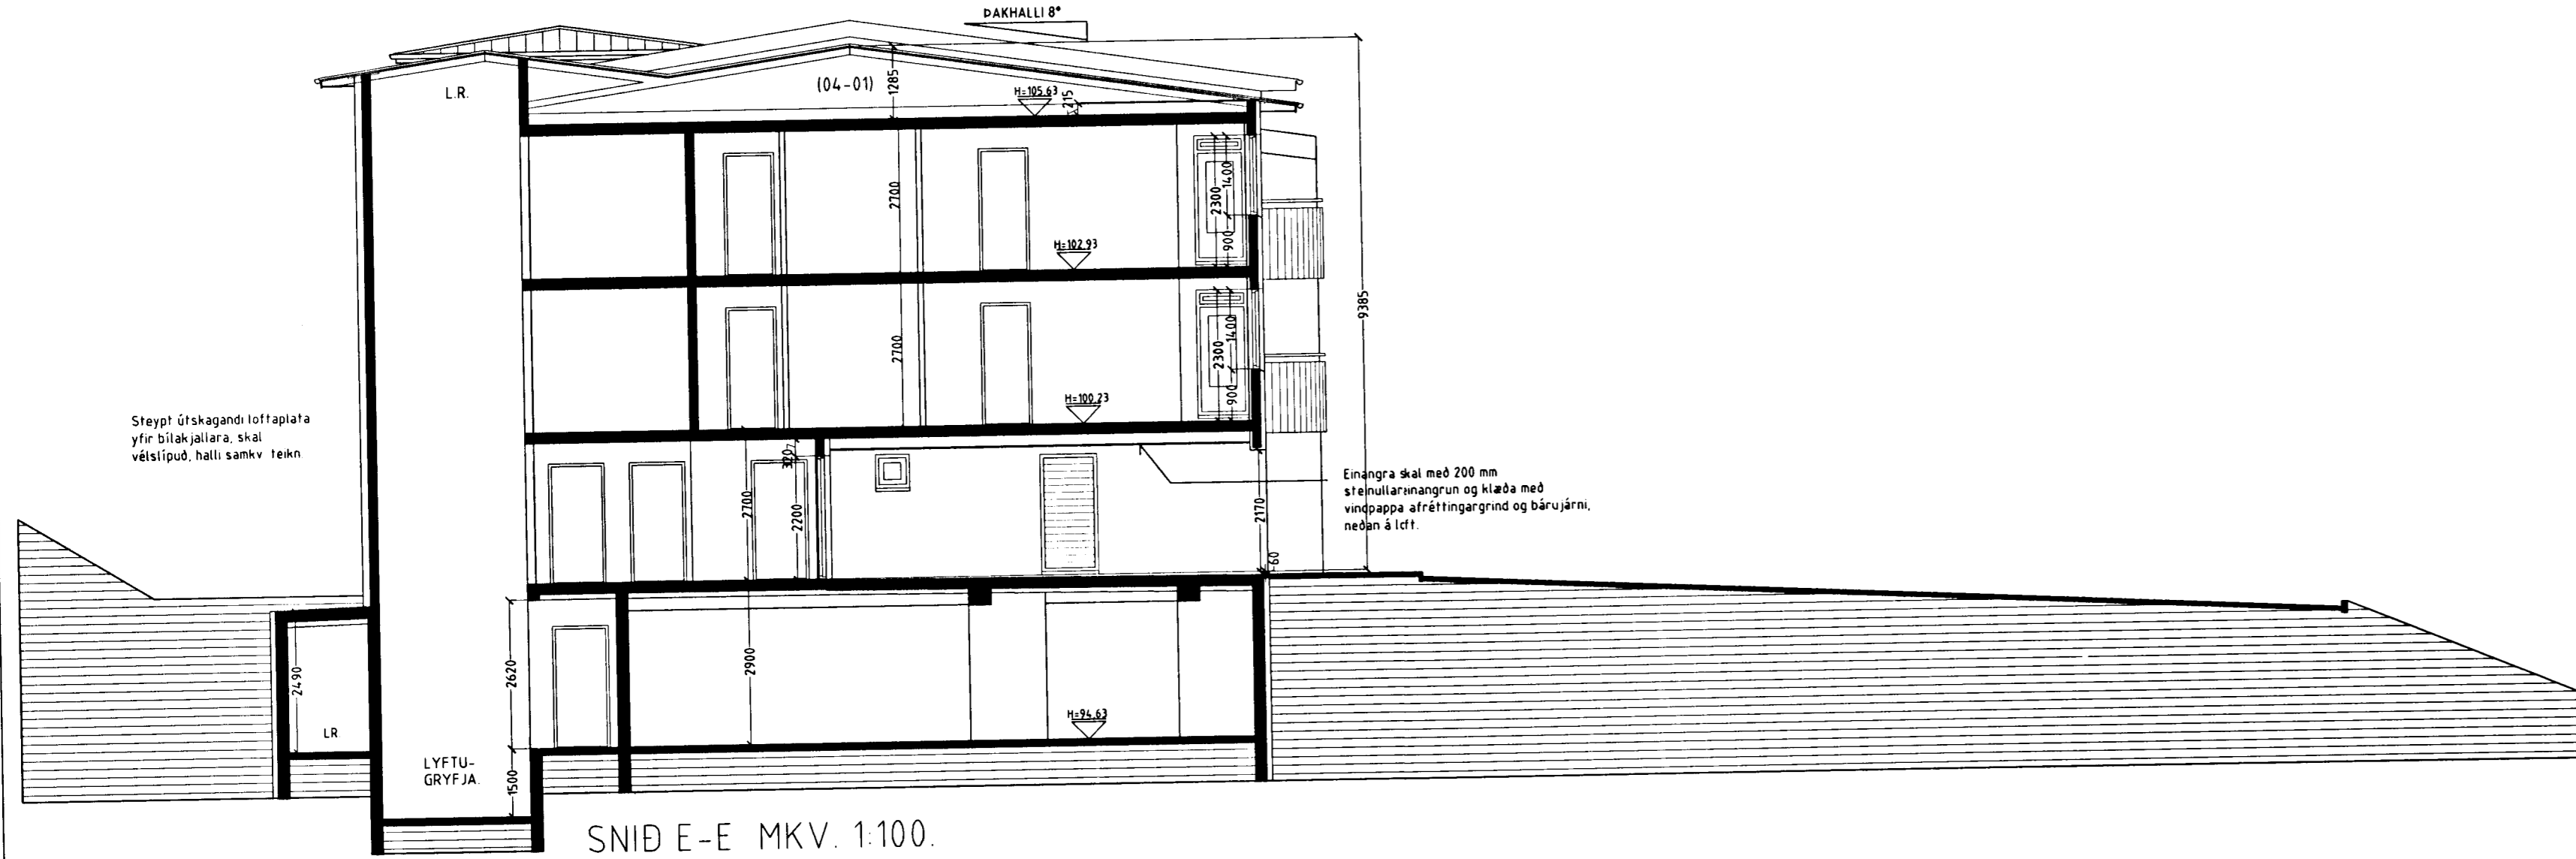 ÞAKHALLI 8°
L.R.
(04-01)
1285
H=105.63
215
2700
2300
1400
900
H=102.93
2700
2300
1400
900
H=100.23
9385
Steypt útskagandi loftaplata
yfir bílakjallara, skal
vélslípuð, halli samkv teikn
Einangra skal með 200 mm
steinullareinangrun og klæða með
vindpappa afréttingargrind og bárujárni,
neðan á loft.
320
2700
2200
2170
60
2490
2620
2900
LR
H=94.63
LYFTU-
GRYFJA.
1500
SNIÐ E-E MKV. 1:100.